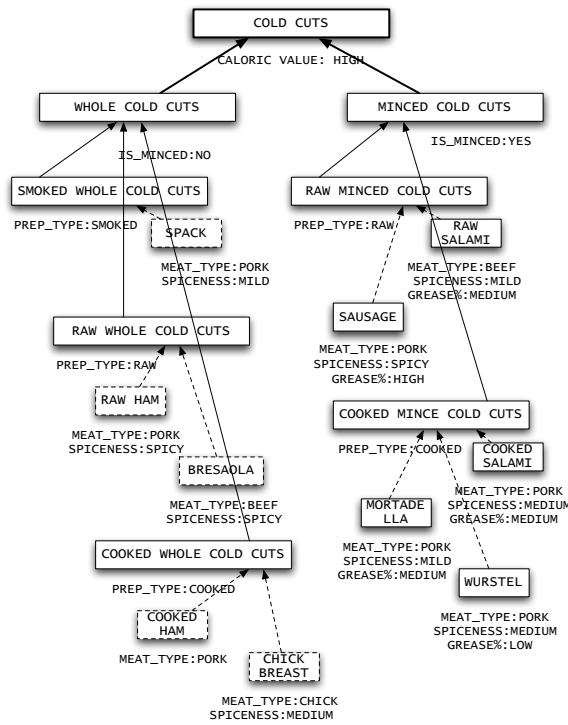 COLD CUTS
CALORIC VALUE: HIGH
WHOLE COLD CUTS
IS_MINCED:NO
SMOKED WHOLE COLD CUTS
PREP_TYPE:SMOKED
SPACK
MEAT_TYPE:PORK
SPICENESS:MILD
RAW WHOLE COLD CUTS
PREP_TYPE:RAW
RAW HAM
MEAT_TYPE:PORK
SPICENESS:SPICY
BRESAOLA
MEAT_TYPE:BEEF
SPICENESS:SPICY
COOKED WHOLE COLD CUTS
PREP_TYPE:COOKED
COOKED
HAM
MEAT_TYPE:PORK
CHICK
BREAST
MEAT_TYPE:CHICK
SPICENESS:MEDIUM
MINCED COLD CUTS
IS_MINCED:YES
RAW MINCED COLD CUTS
PREP_TYPE:RAW
RAW
SALAMI
MEAT_TYPE:BEEF
SPICENESS:MILD
GREASE%:MEDIUM
SAUSAGE
MEAT_TYPE:PORK
SPICENESS:SPICY
GREASE%:HIGH
COOKED MINCE COLD CUTS
PREP_TYPE:COOKED
COOKED
SALAMI
MEAT_TYPE:PORK
SPICENESS:MEDIUM
GREASE%:MEDIUM
MORTADE
LLA
MEAT_TYPE:PORK
SPICENESS:MILD
GREASE%:MEDIUM
WURSTEL
MEAT_TYPE:PORK
SPICENESS:MEDIUM
GREASE%:LOW